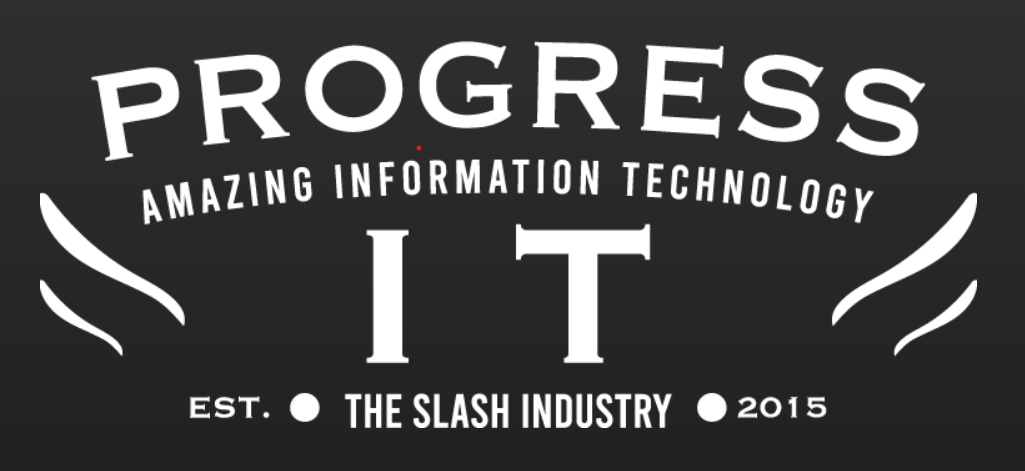 PROGRESS
AMAZING INFORMATION TECHNOLOGY
IT
EST. ● THE SLASH INDUSTRY ● 2015